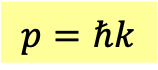 p = ħk